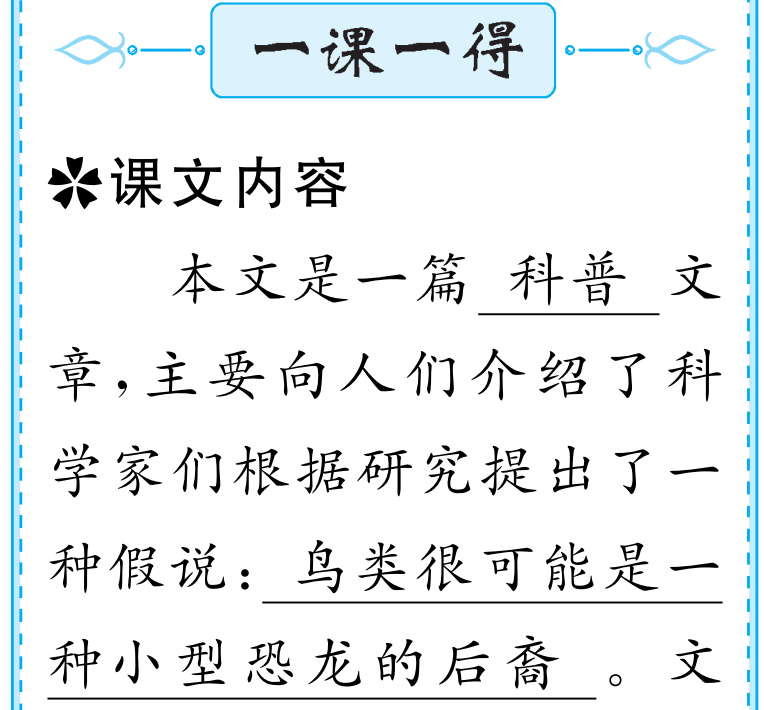 一课一得
课文内容
本文是一篇 科普 文
章,主要向人们介绍了科
学家们根据研究提出了一
种假说:鸟类很可能是一
种小型恐龙的后裔。文